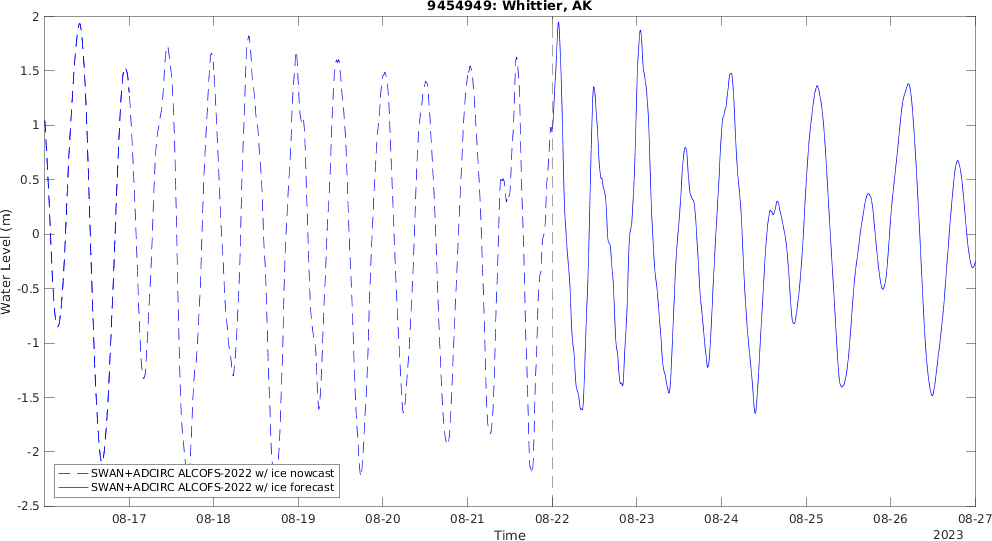 9454949: Whittier, AK
2
1.5
1
0.5
0
-0.5
-1
-1.5
-2
-2.5
Water Level (m)
SWAN+ADCIRC ALCOFS-2022 w/ ice nowcast
SWAN+ADCIRC ALCOFS-2022 w/ ice forecast
08-17 08-18 08-19 08-20 08-21 08-22 08-23 08-24 08-25 08-26 08-27
Time
2023